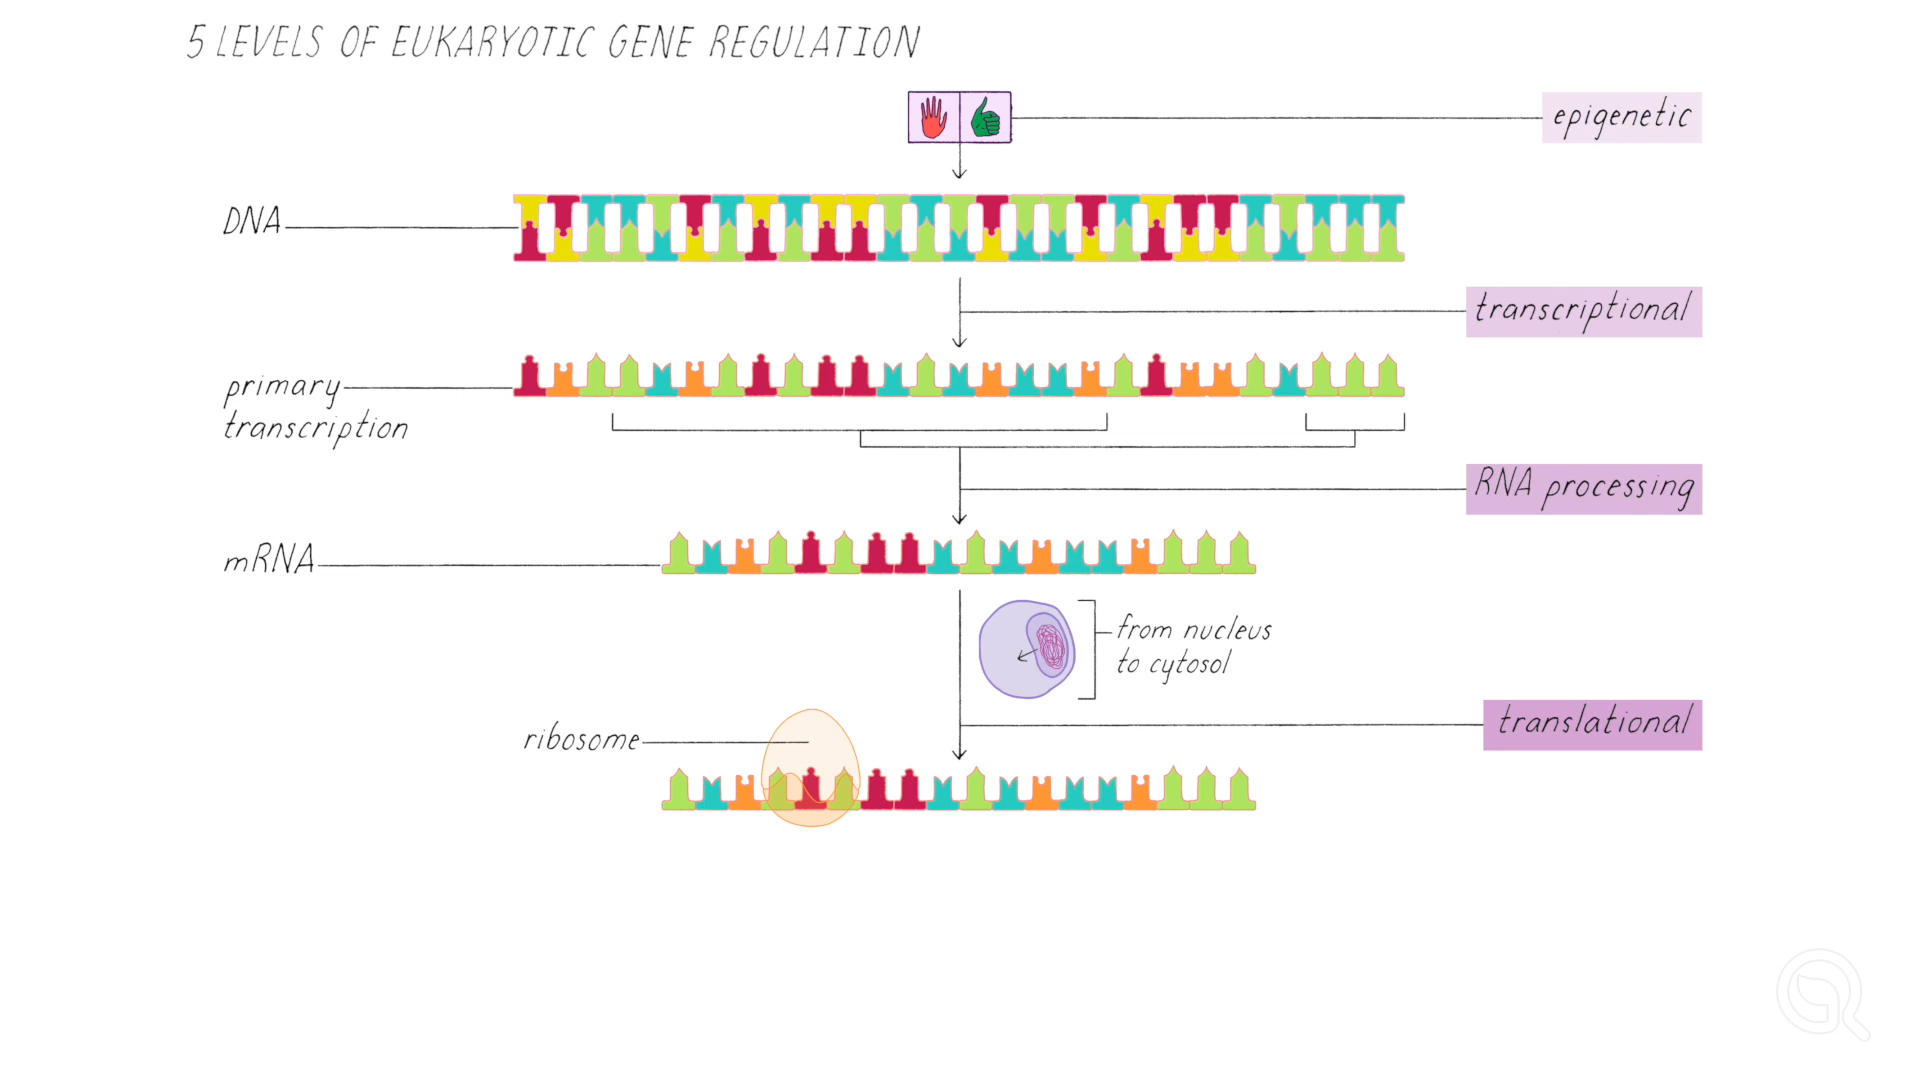 5 LEVELS OF EUKARYOTIC GENE REGULATION
epigenetic
DNA
transcriptional
primary
transcription
RNA processing
mRNA
from nucleus
to cytosol
translational
ribosome